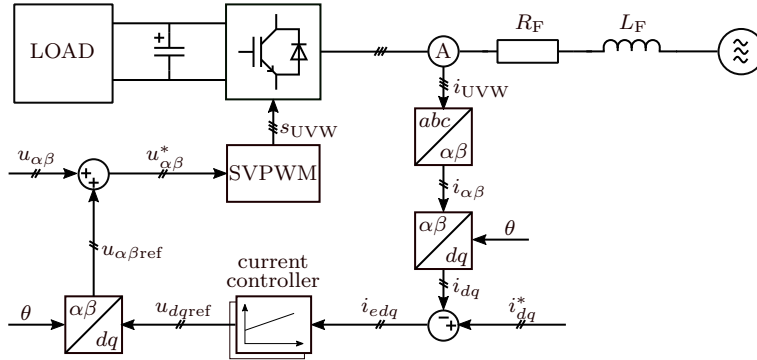 R_F L_F
LOAD + A
i_UVW
s_UVW abc
αβ
u_αβ u*_αβ SVPWM
+ + i_αβ
αβ θ
dq
u_αβref
current
controller
θ αβ u_dqref i_edq i_dq i*_dq
dq - +